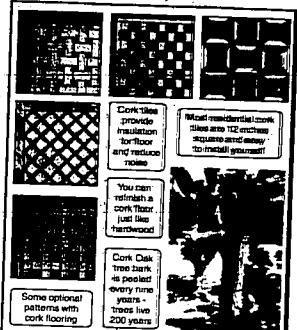 Cork tiles
provide
insulation
for floor
and reduce
noise
Most residential cork
tiles are 12 inches
square and easy
to install yourself!
You can
refinish a
cork floor
just like
hardwood
Cork Oak
tree bark
is peeled
every nine
years -
trees live
200 years
Some optional
patterns with
cork flooring